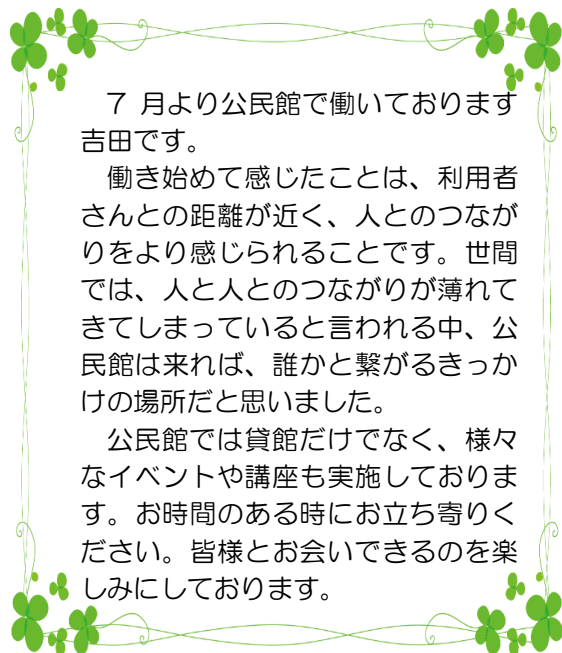 ７ 月より公民館で働いております
吉田です。
　働き始めて感じたことは、利用者
さんとの距離が近く、人とのつなが
りをより感じられることです。世間
では、人と人とのつながりが薄れて
きてしまっていると言われる中、公
民館は来れば、誰かと繋がるきっか
けの場所だと思いました。
　公民館では貸館だけでなく、様々
なイベントや講座も実施しておりま
す。お時間のある時にお立ち寄りく
ださい。皆様とお会いできるのを楽
しみにしております。